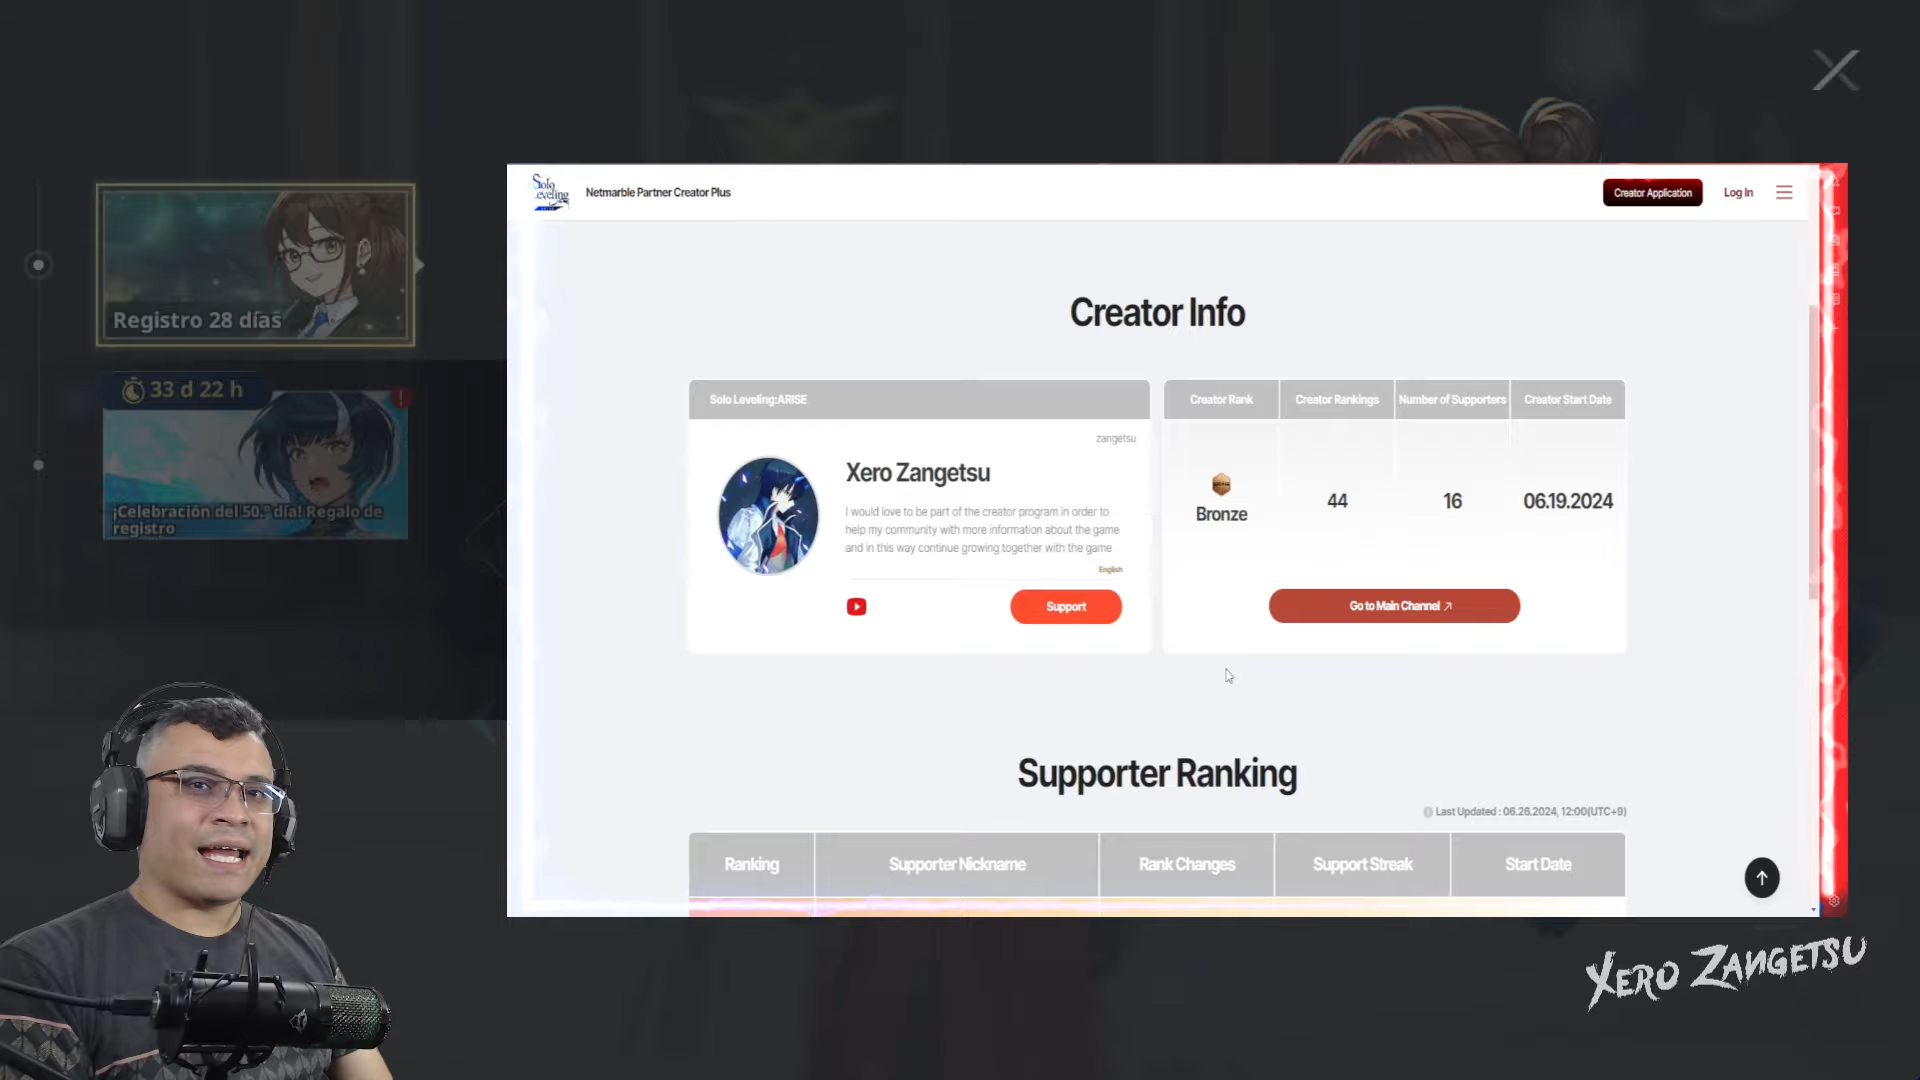 Registro 28 días
33 d 22 h
¡Celebración del 50.º día! Regalo de
registro
Solo
Leveling
Netmarble Partner Creator Plus
Creator Application
Log In
Creator Info
Solo Leveling:ARISE
zangetsu
Xero Zangetsu
I would love to be part of the creator program in order to
help my community with more information about the game
and in this way continue growing together with the game
English
Support
Creator Rank
Creator Rankings
Number of Supporters
Creator Start Date
Bronze
44
16
06.19.2024
Go to Main Channel
Supporter Ranking
Last Updated : 06.26.2024, 12:00(UTC+9)
Ranking
Supporter Nickname
Rank Changes
Support Streak
Start Date
XERO ZANGETSU